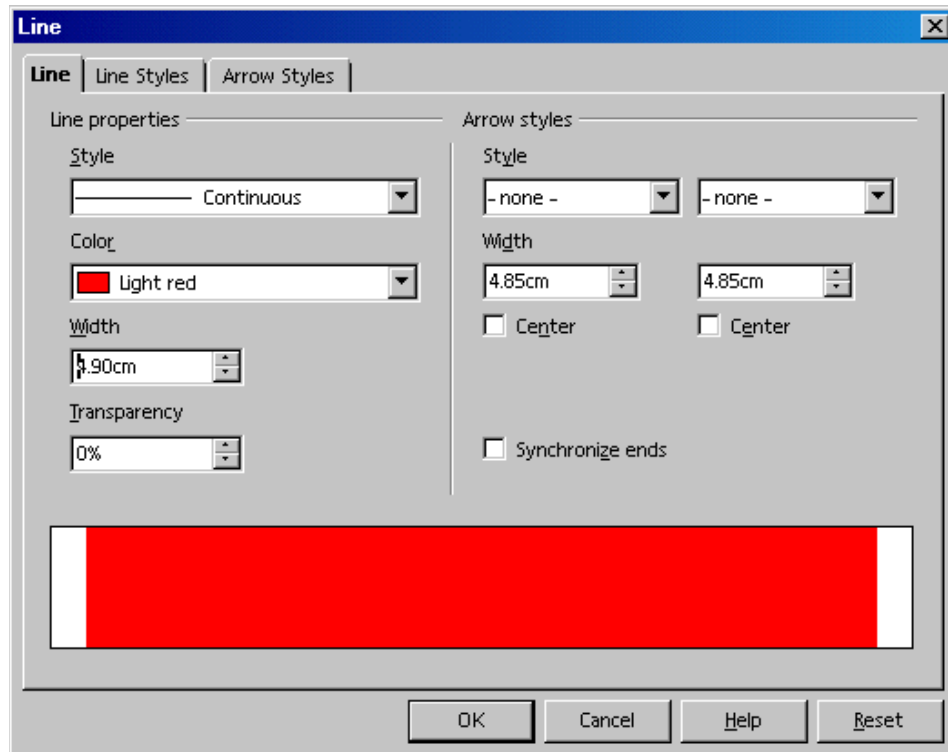 Line
Line Line Styles Arrow Styles
Line properties
Style
Continuous
Color
Light red
Width
.90cm
Transparency
0%
Arrow styles
Style
- none - - none -
Width
4.85cm 4.85cm
Center Center
Synchronize ends
OK Cancel Help Reset